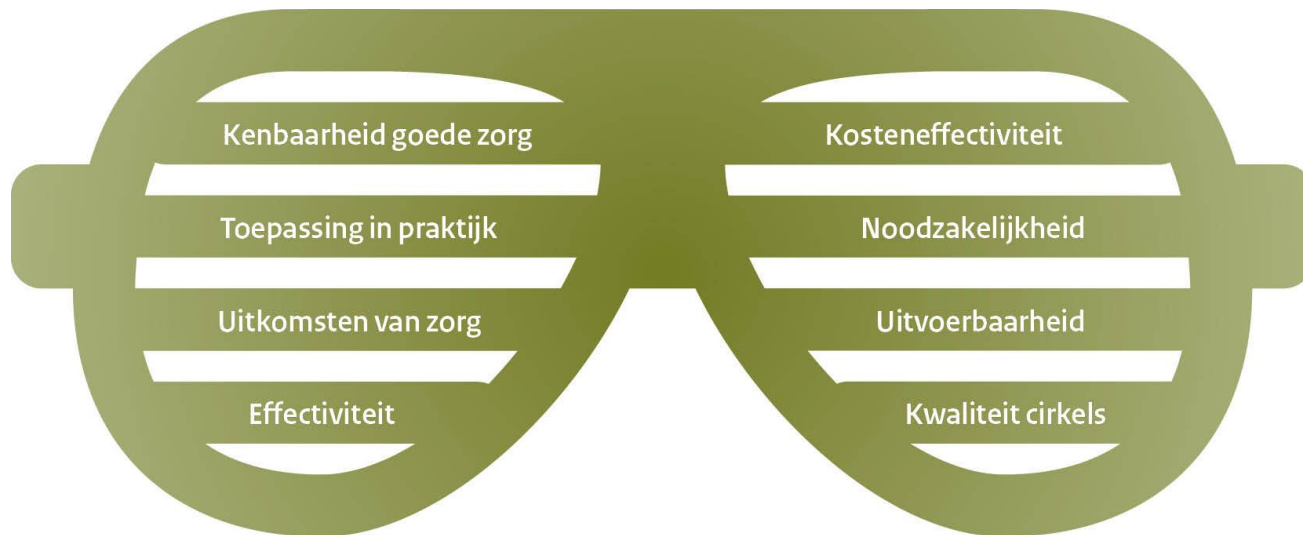 Kenbaarheid goede zorg
Toepassing in praktijk
Uitkomsten van zorg
Effectiviteit
Kosteneffectiviteit
Noodzakelijkheid
Uitvoerbaarheid
Kwaliteit cirkels